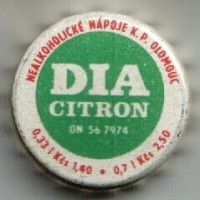 NEALKOHOLICKÉ NÁPOJE K.P. OLOMOUC
DIA
CITRON
ON 56 7974
0,33 l Kčs 1,40 • 0,7 l Kčs 2,50